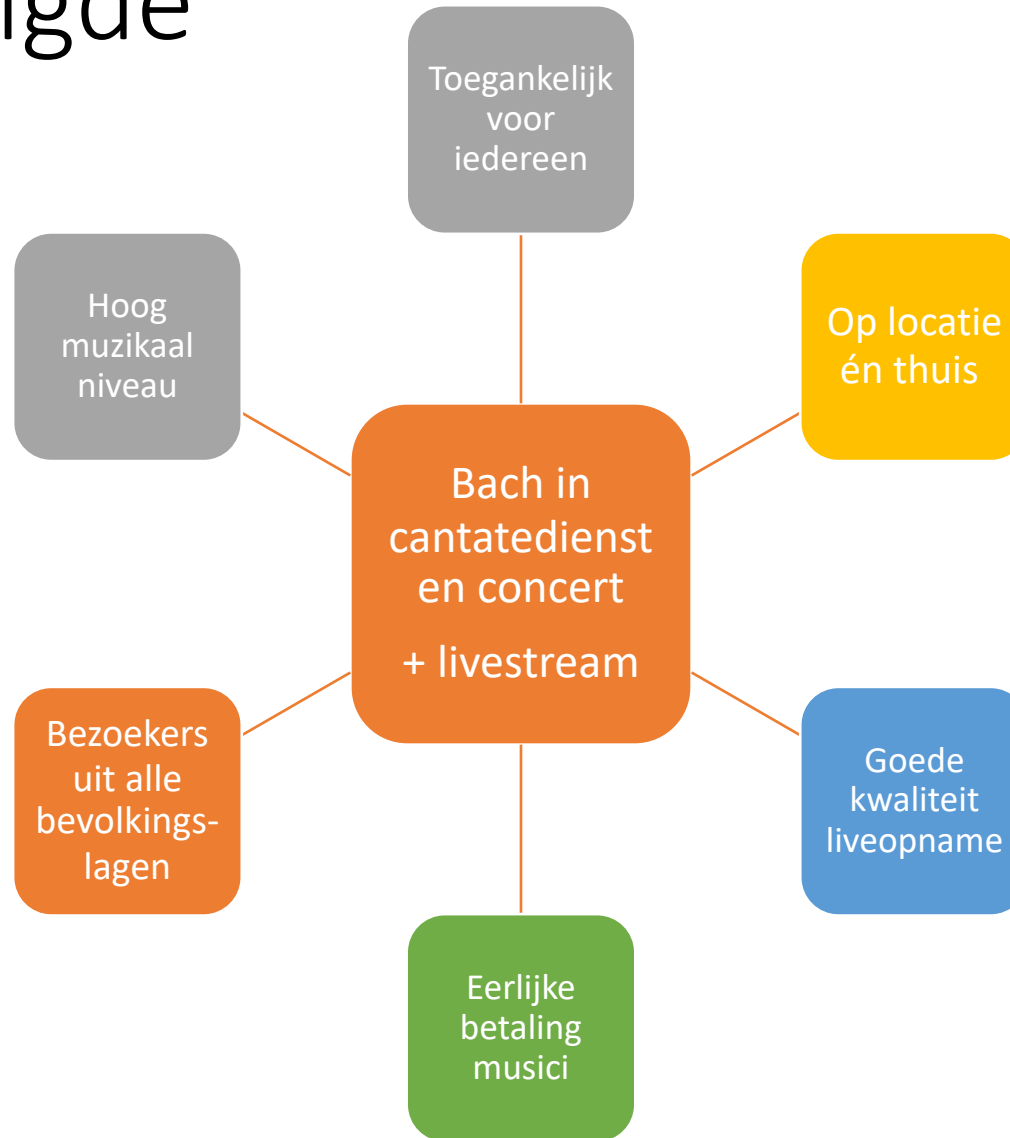 Toegankelijk
voor
iedereen
Op locatie
én thuis
Goede
kwaliteit
liveopname
Eerlijke
betaling
musici
Bezoekers
uit alle
bevolkings-
lagen
Hoog
muzikaal
niveau
Bach in
cantatedienst
en concert
+ livestream